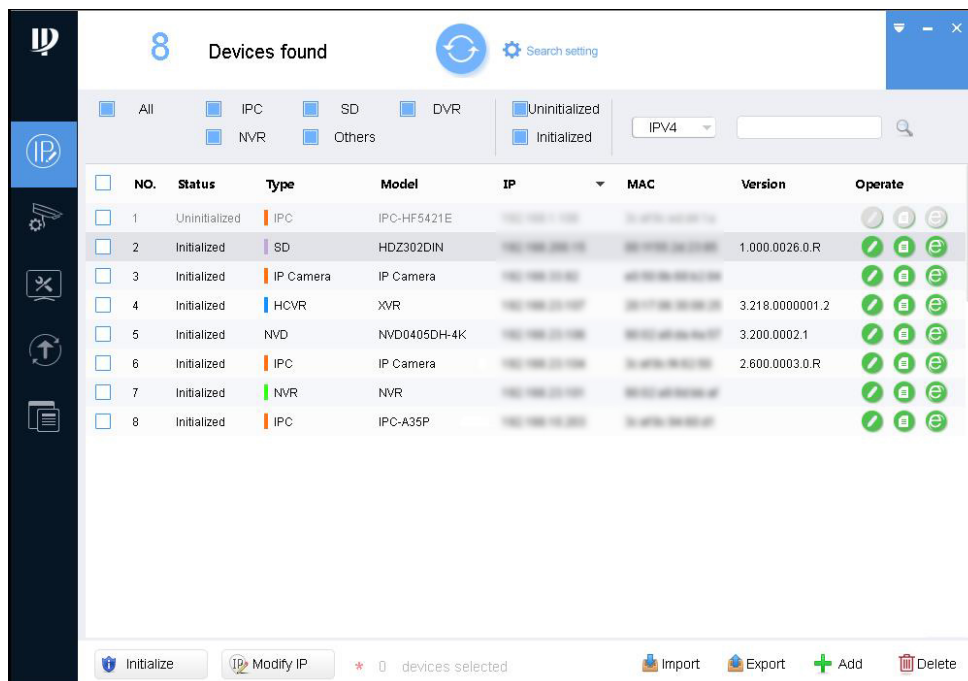 8 Devices found Search setting
All IPC SD DVR Uninitialized
NVR Others Initialized IPV4
NO. Status Type Model IP MAC Version Operate
1 Uninitialized IPC IPC-HF5421E
2 Initialized SD HDZ302DIN 1.000.0026.0.R
3 Initialized IP Camera IP Camera
4 Initialized HCVR XVR 3.218.0000001.2
5 Initialized NVD NVD0405DH-4K 3.200.0002.1
6 Initialized IPC IP Camera 2.600.0003.0.R
7 Initialized NVR NVR
8 Initialized IPC IPC-A35P
Initialize IP Modify IP * 0 devices selected Import Export Add Delete